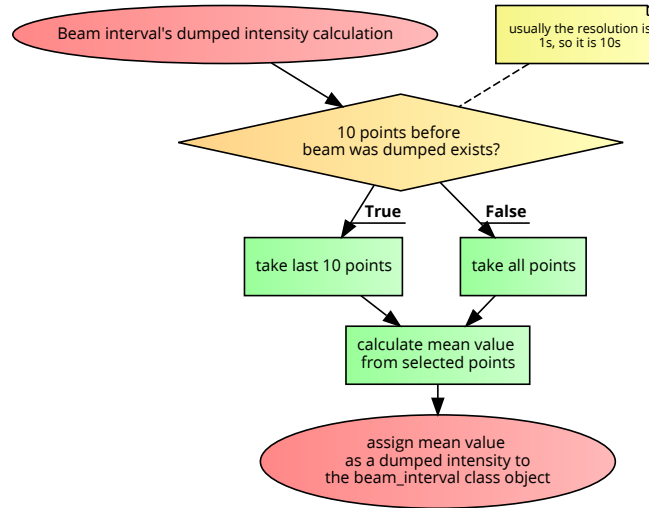 Beam interval's dumped intensity calculation
usually the resolution is
1s, so it is 10s
10 points before
beam was dumped exists?
True
False
take last 10 points
take all points
calculate mean value
from selected points
assign mean value
as a dumped intensity to
the beam_interval class object